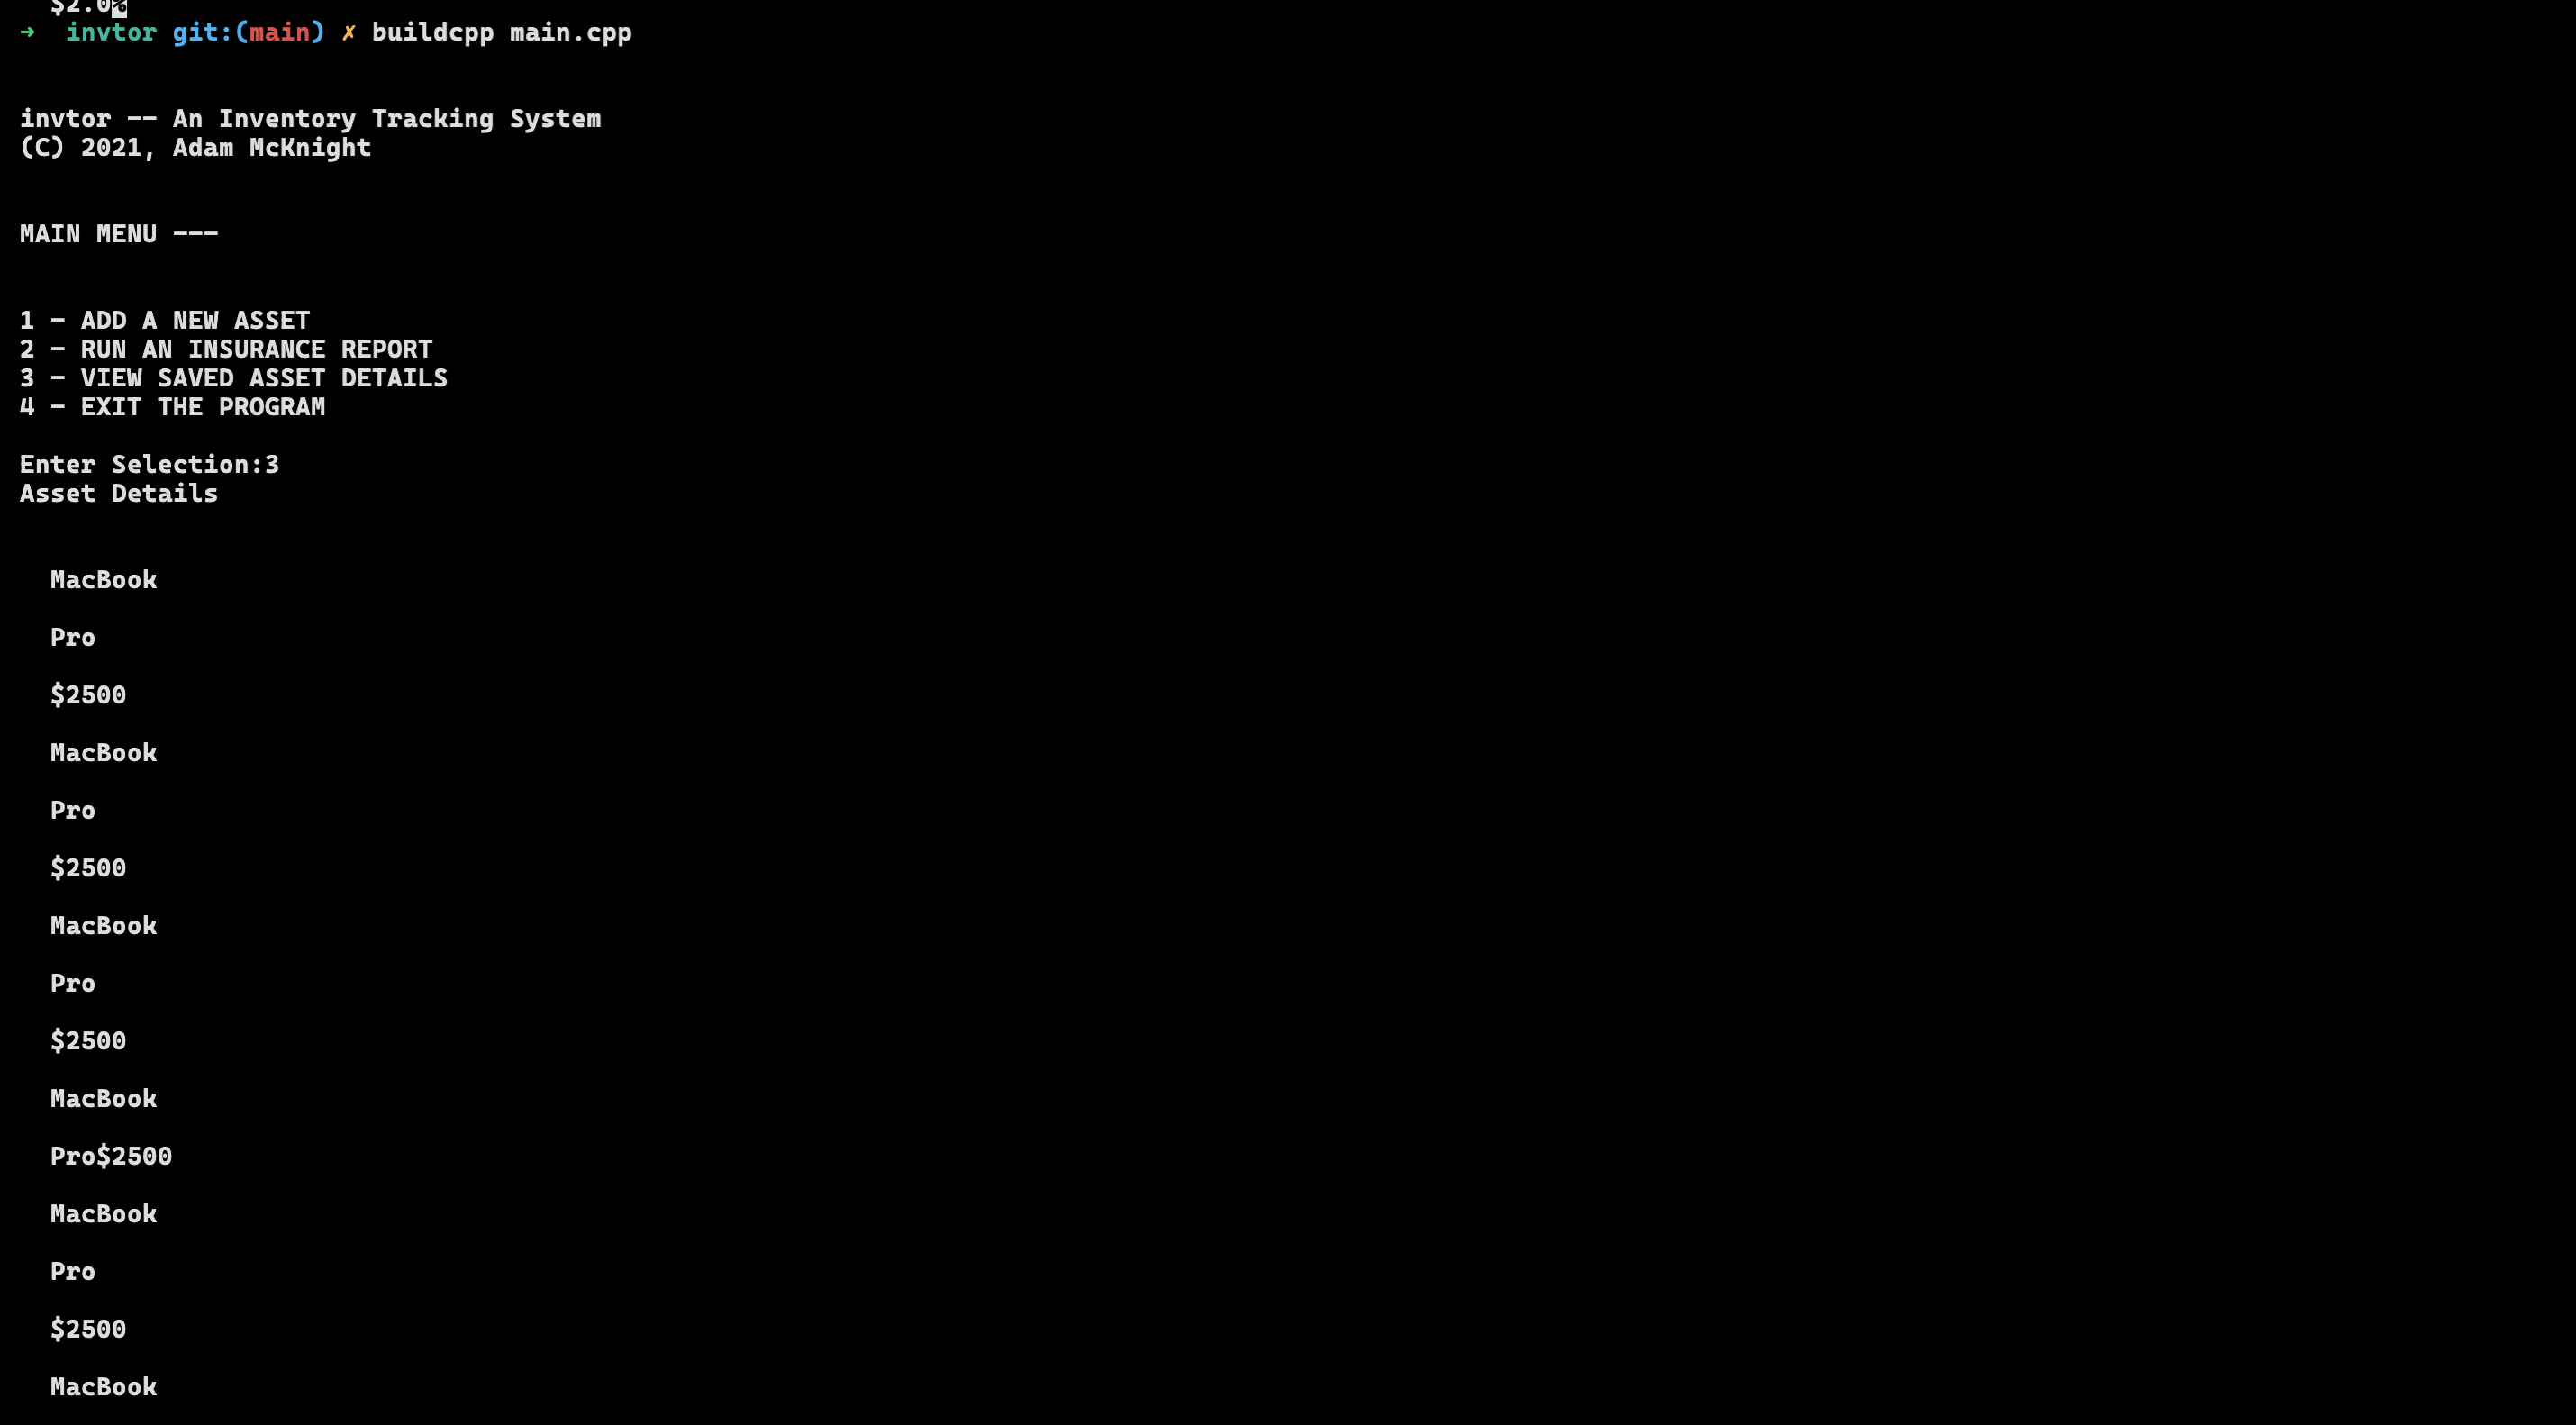 $2.0%
➜  invtor git:(main) ✗ buildcpp main.cpp
invtor -- An Inventory Tracking System
(C) 2021, Adam McKnight
MAIN MENU ---
1 - ADD A NEW ASSET
2 - RUN AN INSURANCE REPORT
3 - VIEW SAVED ASSET DETAILS
4 - EXIT THE PROGRAM
Enter Selection:3
Asset Details
MacBook
Pro
$2500
MacBook
Pro
$2500
MacBook
Pro
$2500
MacBook
Pro$2500
MacBook
Pro
$2500
MacBook